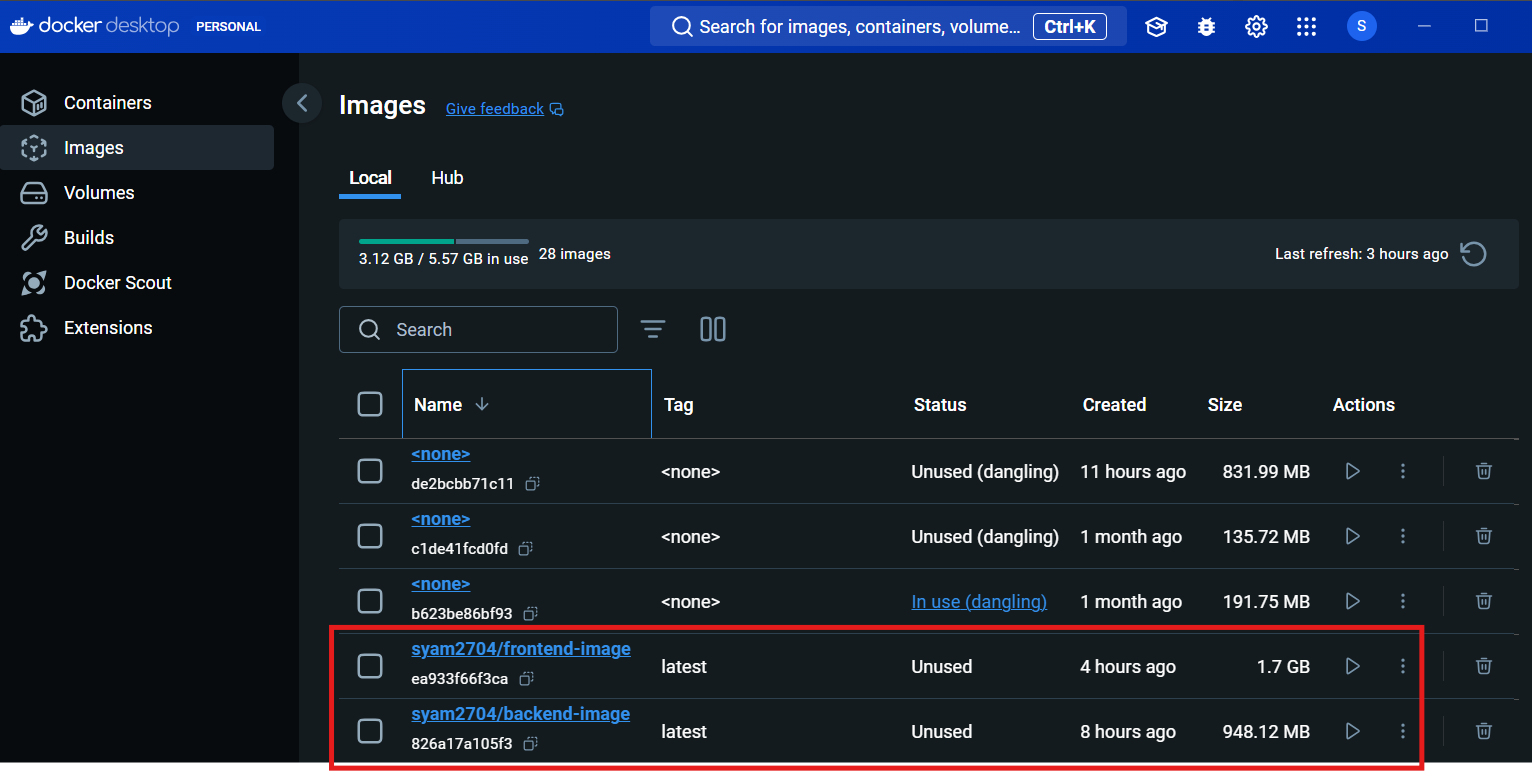 docker desktop PERSONAL Search for images, containers, volume... Ctrl+K S
Containers
Images
Volumes
Builds
Docker Scout
Extensions
Images Give feedback
Local Hub
3.12 GB / 5.57 GB in use 28 images Last refresh: 3 hours ago
Search
Name Tag Status Created Size Actions
<none>
de2bcbb71c11 <none> Unused (dangling) 11 hours ago 831.99 MB
<none>
c1de41fcd0fd <none> Unused (dangling) 1 month ago 135.72 MB
<none>
b623be86bf93 <none> In use (dangling) 1 month ago 191.75 MB
syam2704/frontend-image
ea933f66f3ca latest Unused 4 hours ago 1.7 GB
syam2704/backend-image
826a17a105f3 latest Unused 8 hours ago 948.12 MB